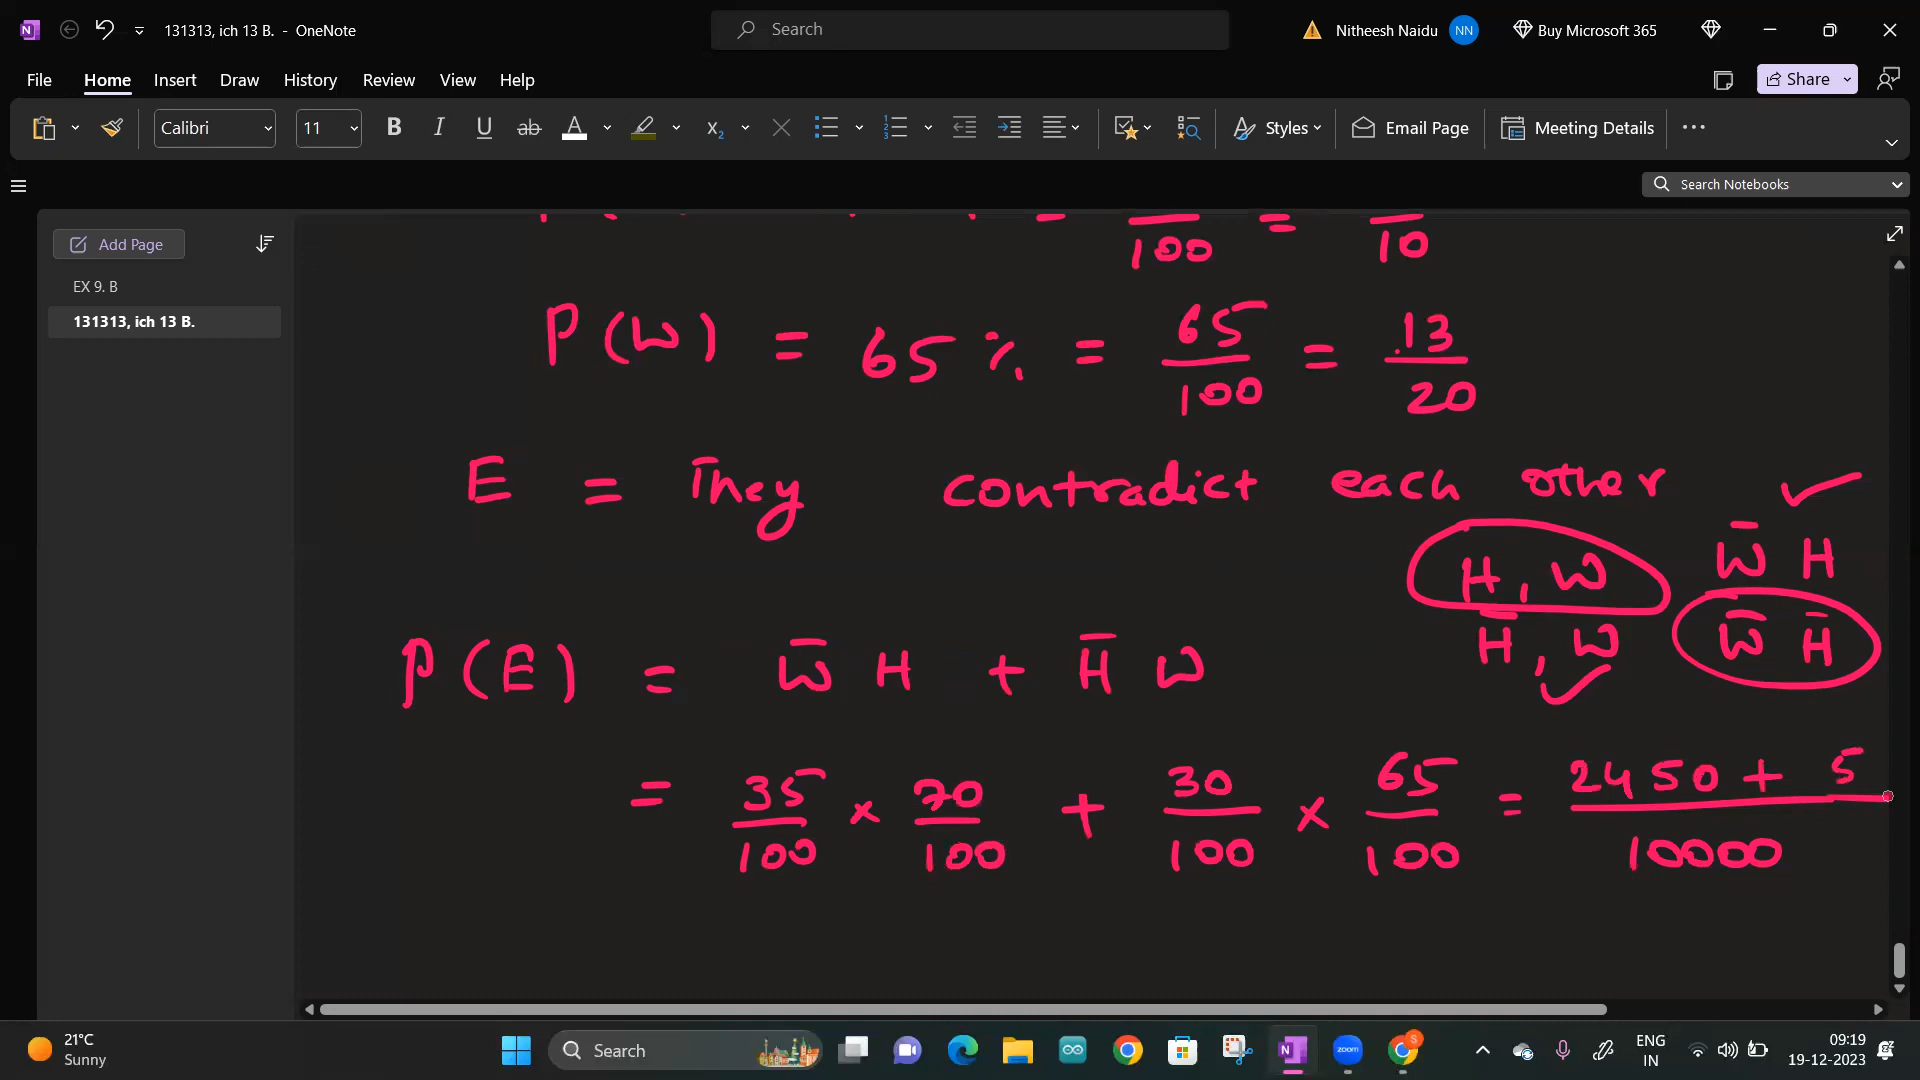 131313, ich 13 B. - OneNote
Search
Nitheesh Naidu NN
Buy Microsoft 365
File Home Insert Draw History Review View Help
Share
Calibri 11 B I U ab A X₂ Styles Email Page Meeting Details
Search Notebooks
Add Page
EX 9. B
131313, ich 13 B.
= /100 = /10
P(W) = 65 % = 65/100 = 13/20
E = They contradict each other
H, W W̄ H
H̄, W W̄ H̄
P(E) = W̄ H + H̄ W
= 35/100 × 70/100 + 30/100 × 65/100 = 2450 + 5/10000
21°C
Sunny
Search
zoom
S
N
ENG
IN
09:19
19-12-2023